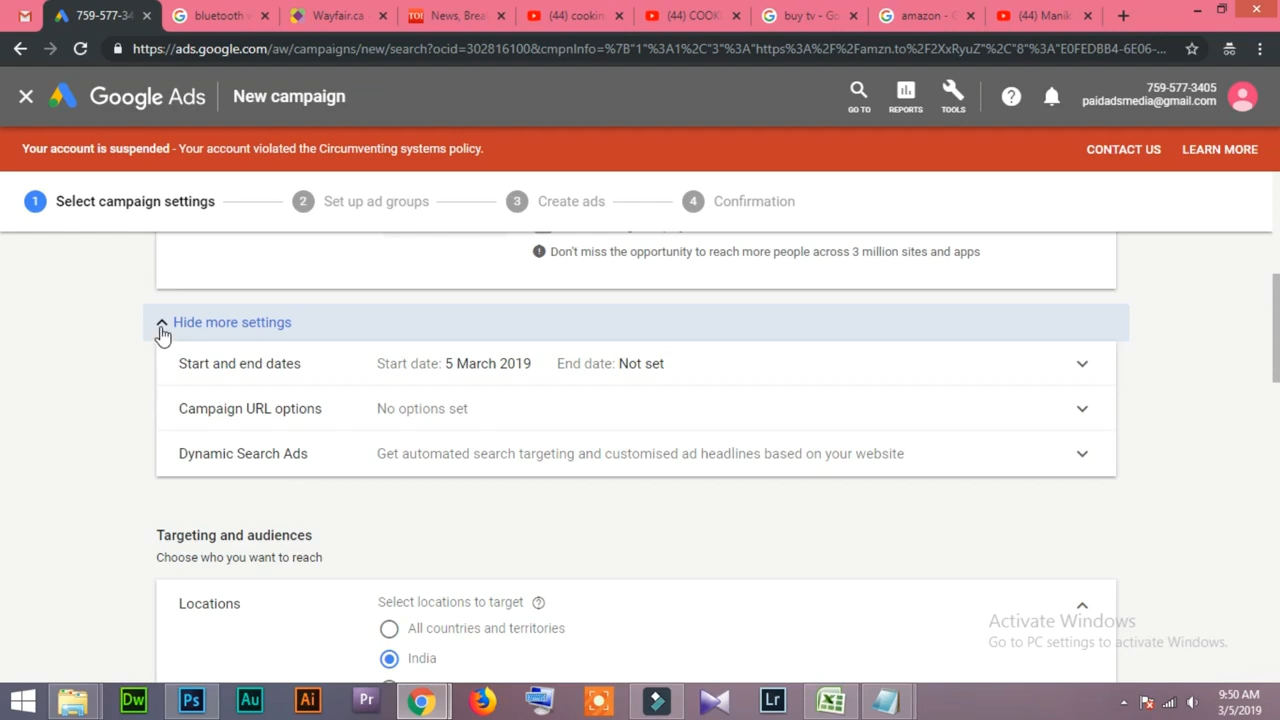 759-577-34
bluetooth v
Wayfair.ca -
TOI
News, Brea
(44) cookin
(44) COOK
buy tv - Go
amazon - G
(44) Manik
https://ads.google.com/aw/campaigns/new/search?ocid=302816100&cmpnInfo=%7B"1"%3A1%2C"3"%3A"https%3A%2F%2Famzn.to%2F2XxRyuZ"%2C"8"%3A"E0FEDBB4-6E06-...
Google Ads
New campaign
GO TO
REPORTS
TOOLS
759-577-3405
paidadsmedia@gmail.com
Your account is suspended - Your account violated the Circumventing systems policy.
CONTACT US
LEARN MORE
1 Select campaign settings
2 Set up ad groups
3 Create ads
4 Confirmation
Don't miss the opportunity to reach more people across 3 million sites and apps
Hide more settings
Start and end dates
Start date: 5 March 2019
End date: Not set
Campaign URL options
No options set
Dynamic Search Ads
Get automated search targeting and customised ad headlines based on your website
Targeting and audiences
Choose who you want to reach
Locations
Select locations to target
All countries and territories
India
Activate Windows
Go to PC settings to activate Windows.
Dw
Ps
Au
Ai
Pr
Lr
9:50 AM
3/5/2019